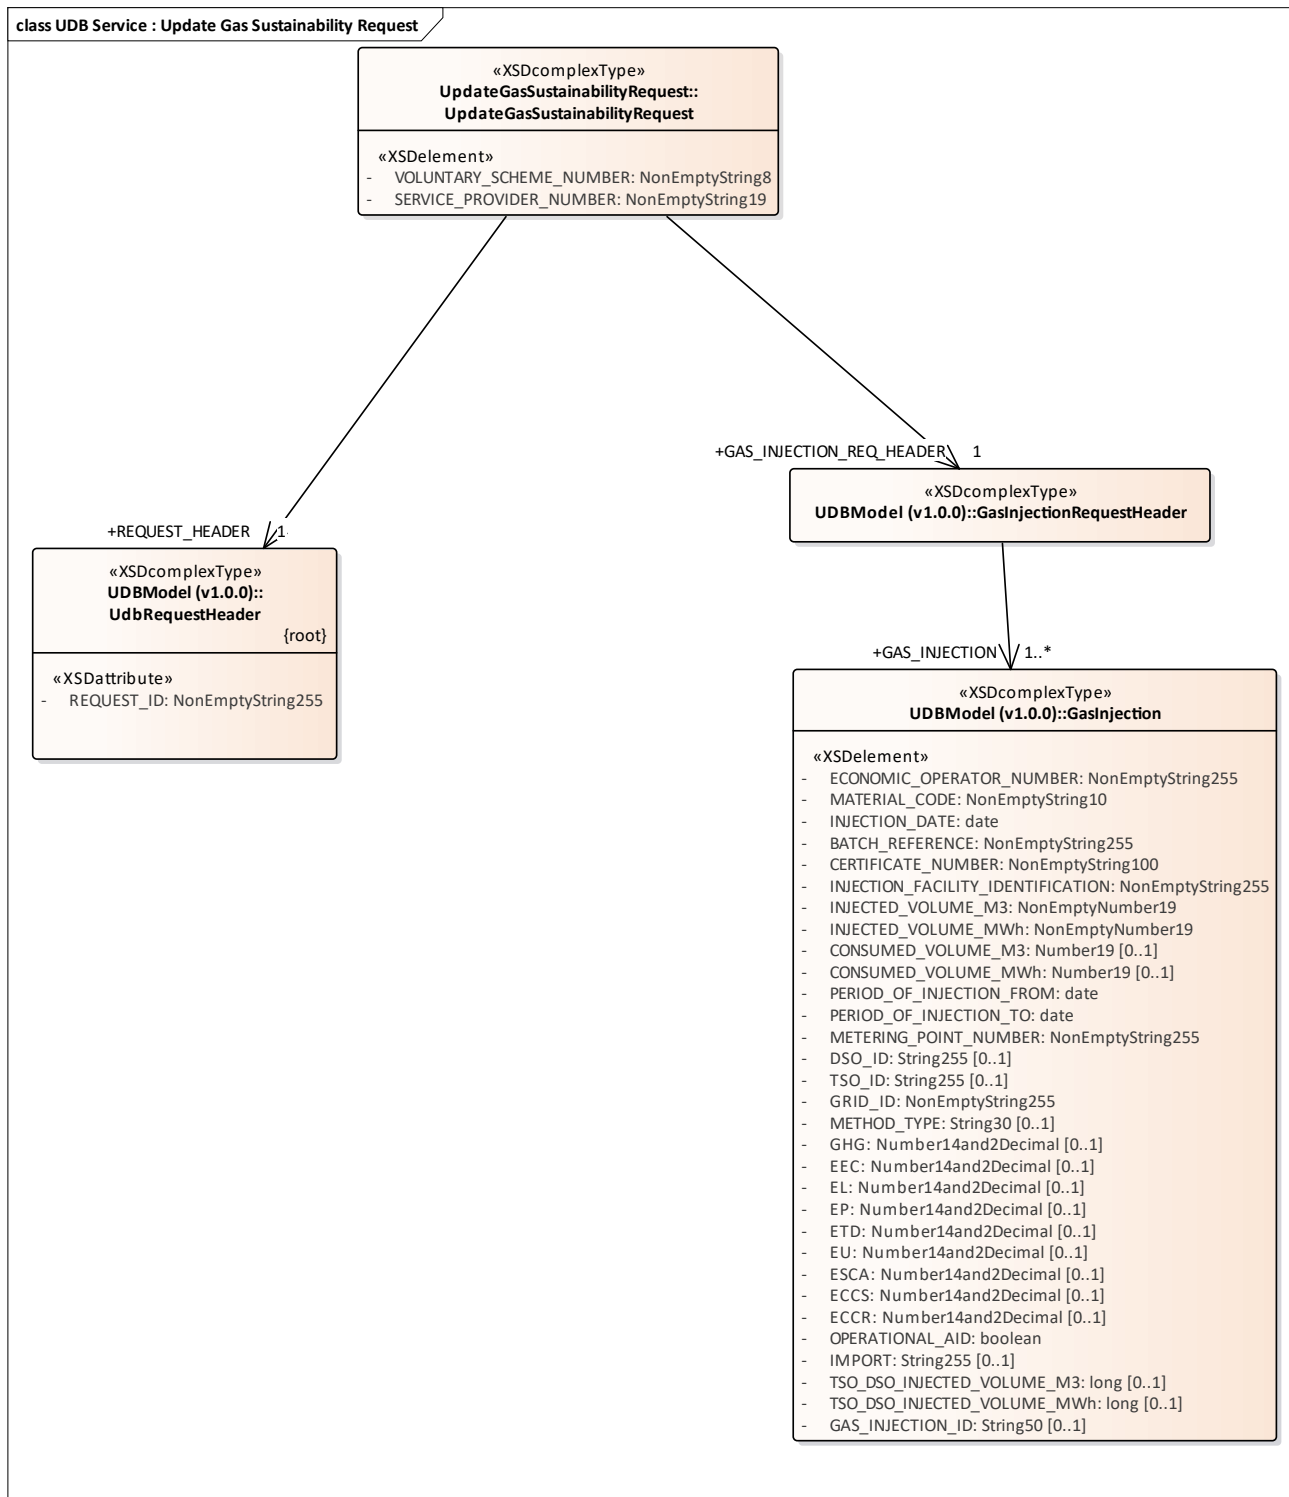 class UDB Service : Update Gas Sustainability Request
«XSDcomplexType»
UpdateGasSustainabilityRequest::
UpdateGasSustainabilityRequest
«XSDelement»
- VOLUNTARY_SCHEME_NUMBER: NonEmptyString8
- SERVICE_PROVIDER_NUMBER: NonEmptyString19
+GAS_INJECTION_REQ_HEADER 1
«XSDcomplexType»
UDBModel (v1.0.0)::GasInjectionRequestHeader
+REQUEST_HEADER 1
«XSDcomplexType»
UDBModel (v1.0.0)::
UdbRequestHeader
{root}
«XSDattribute»
- REQUEST_ID: NonEmptyString255
+GAS_INJECTION 1..*
«XSDcomplexType»
UDBModel (v1.0.0)::GasInjection
«XSDelement»
- ECONOMIC_OPERATOR_NUMBER: NonEmptyString255
- MATERIAL_CODE: NonEmptyString10
- INJECTION_DATE: date
- BATCH_REFERENCE: NonEmptyString255
- CERTIFICATE_NUMBER: NonEmptyString100
- INJECTION_FACILITY_IDENTIFICATION: NonEmptyString255
- INJECTED_VOLUME_M3: NonEmptyNumber19
- INJECTED_VOLUME_MWh: NonEmptyNumber19
- CONSUMED_VOLUME_M3: Number19 [0..1]
- CONSUMED_VOLUME_MWh: Number19 [0..1]
- PERIOD_OF_INJECTION_FROM: date
- PERIOD_OF_INJECTION_TO: date
- METERING_POINT_NUMBER: NonEmptyString255
- DSO_ID: String255 [0..1]
- TSO_ID: String255 [0..1]
- GRID_ID: NonEmptyString255
- METHOD_TYPE: String30 [0..1]
- GHG: Number14and2Decimal [0..1]
- EEC: Number14and2Decimal [0..1]
- EL: Number14and2Decimal [0..1]
- EP: Number14and2Decimal [0..1]
- ETD: Number14and2Decimal [0..1]
- EU: Number14and2Decimal [0..1]
- ESCA: Number14and2Decimal [0..1]
- ECCS: Number14and2Decimal [0..1]
- ECCR: Number14and2Decimal [0..1]
- OPERATIONAL_AID: boolean
- IMPORT: String255 [0..1]
- TSO_DSO_INJECTED_VOLUME_M3: long [0..1]
- TSO_DSO_INJECTED_VOLUME_MWh: long [0..1]
- GAS_INJECTION_ID: String50 [0..1]